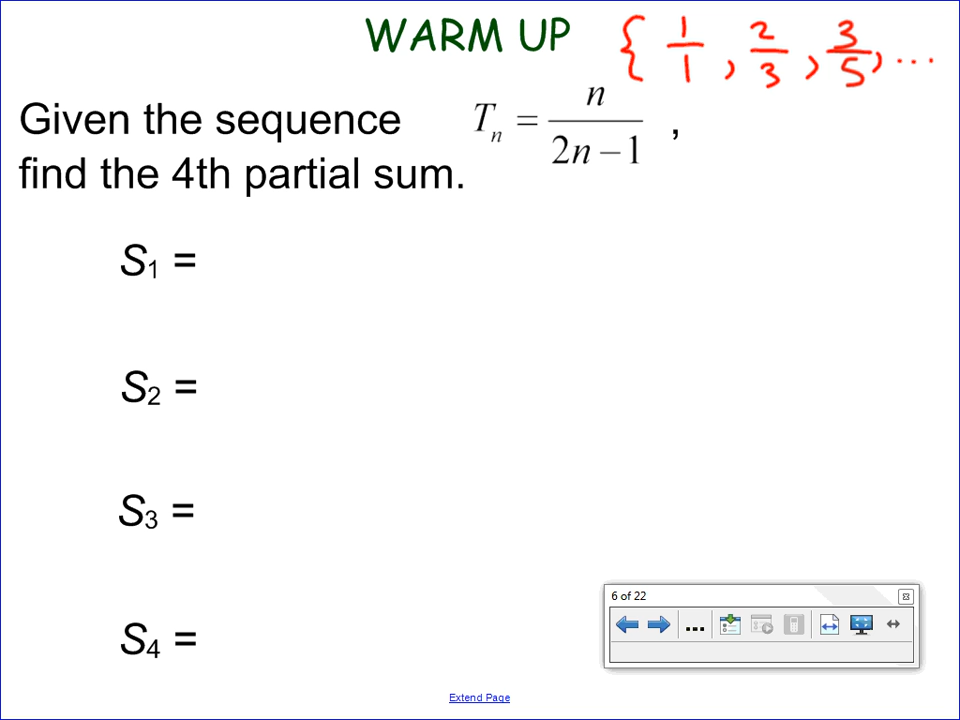 WARM UP
{ 1/1 , 2/3 , 3/5 , ...
Given the sequence Tₙ = n/(2n − 1) ,
find the 4th partial sum.
S₁ =
S₂ =
S₃ =
S₄ =
6 of 22
...
Extend Page